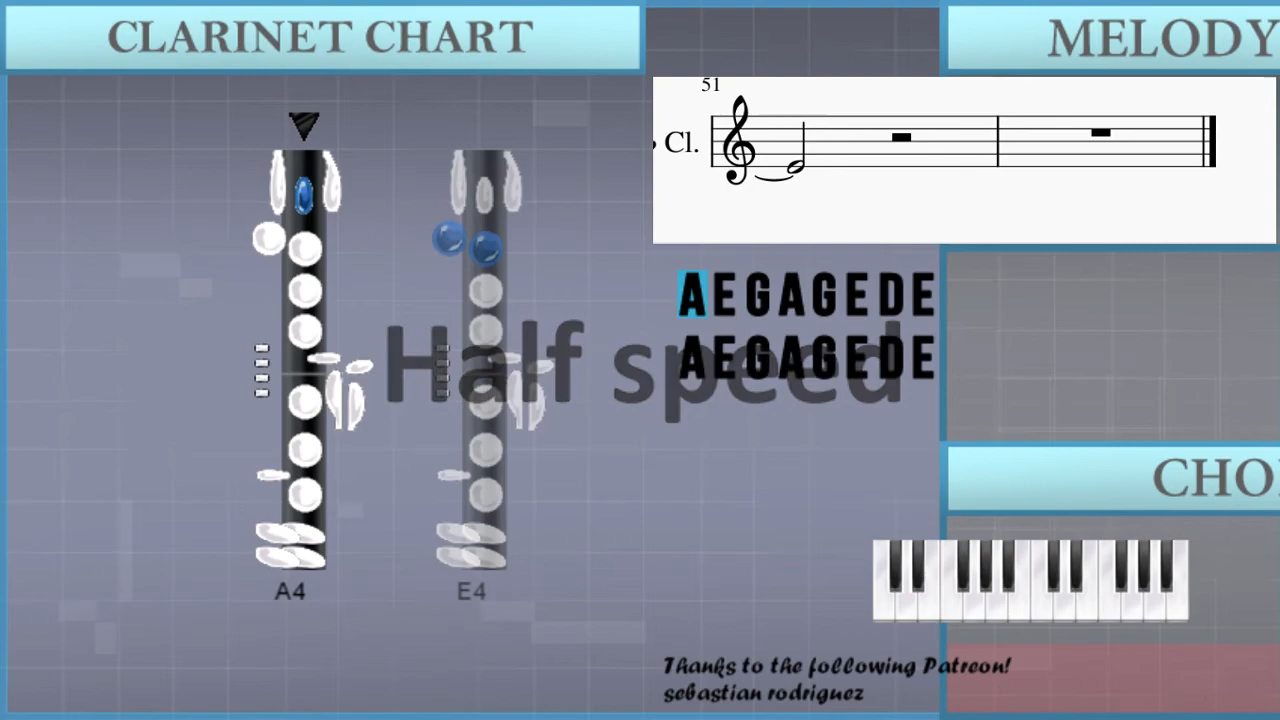 CLARINET CHART
MELODY
51
Cl.
AEGAGEDE
AEGAGEDE
Half speed
A4
E4
CHO
Thanks to the following Patreon!
sebastian rodriguez